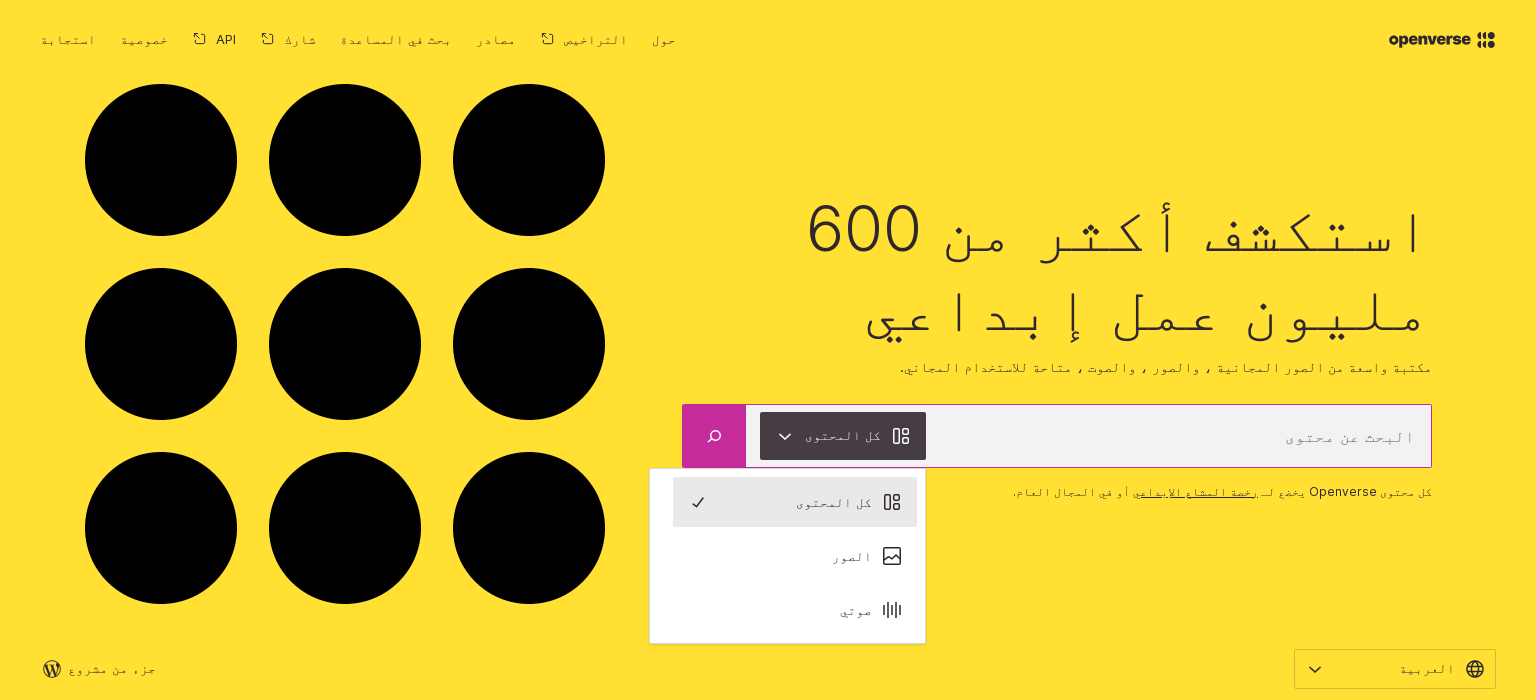 openverse
حول
التراخيص
مصادر
بحث في المساعدة
شارك
API
خصوصية
استجابة
استكشف أكثر من 600
مليون عمل إبداعي
مكتبة واسعة من الصور المجانية ، والصور ، والصوت ، متاحة للاستخدام المجاني.
البحث عن محتوى
كل المحتوى
كل المحتوى
الصور
صوتي
كل محتوى Openverse يخضع لـ رخصة المشاع الإبداعي أو في المجال العام.
العربية
جزء من مشروع